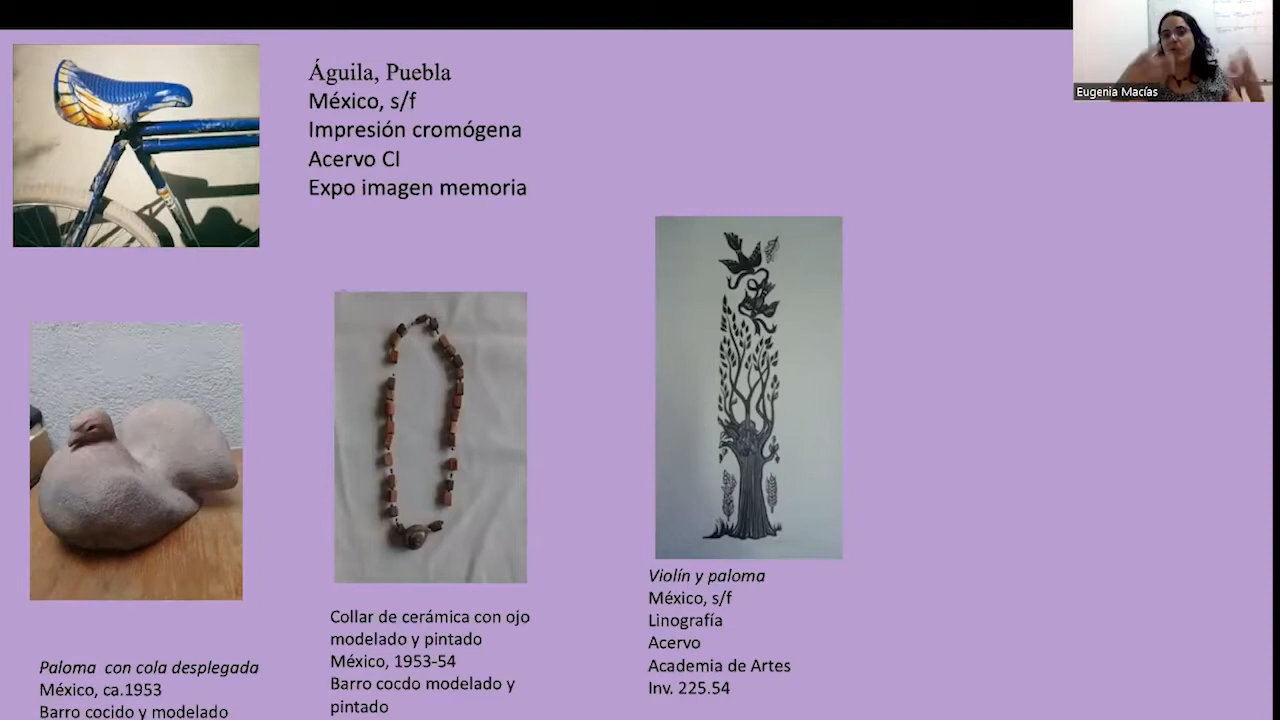 Águila, Puebla
México, s/f
Impresión cromógena
Acervo CI
Expo imagen memoria
Eugenia Macías
Paloma con cola desplegada
México, ca.1953
Barro cocido y modelado
Collar de cerámica con ojo
modelado y pintado
México, 1953-54
Barro cocdo modelado y
pintado
Violín y paloma
México, s/f
Linografía
Acervo
Academia de Artes
Inv. 225.54